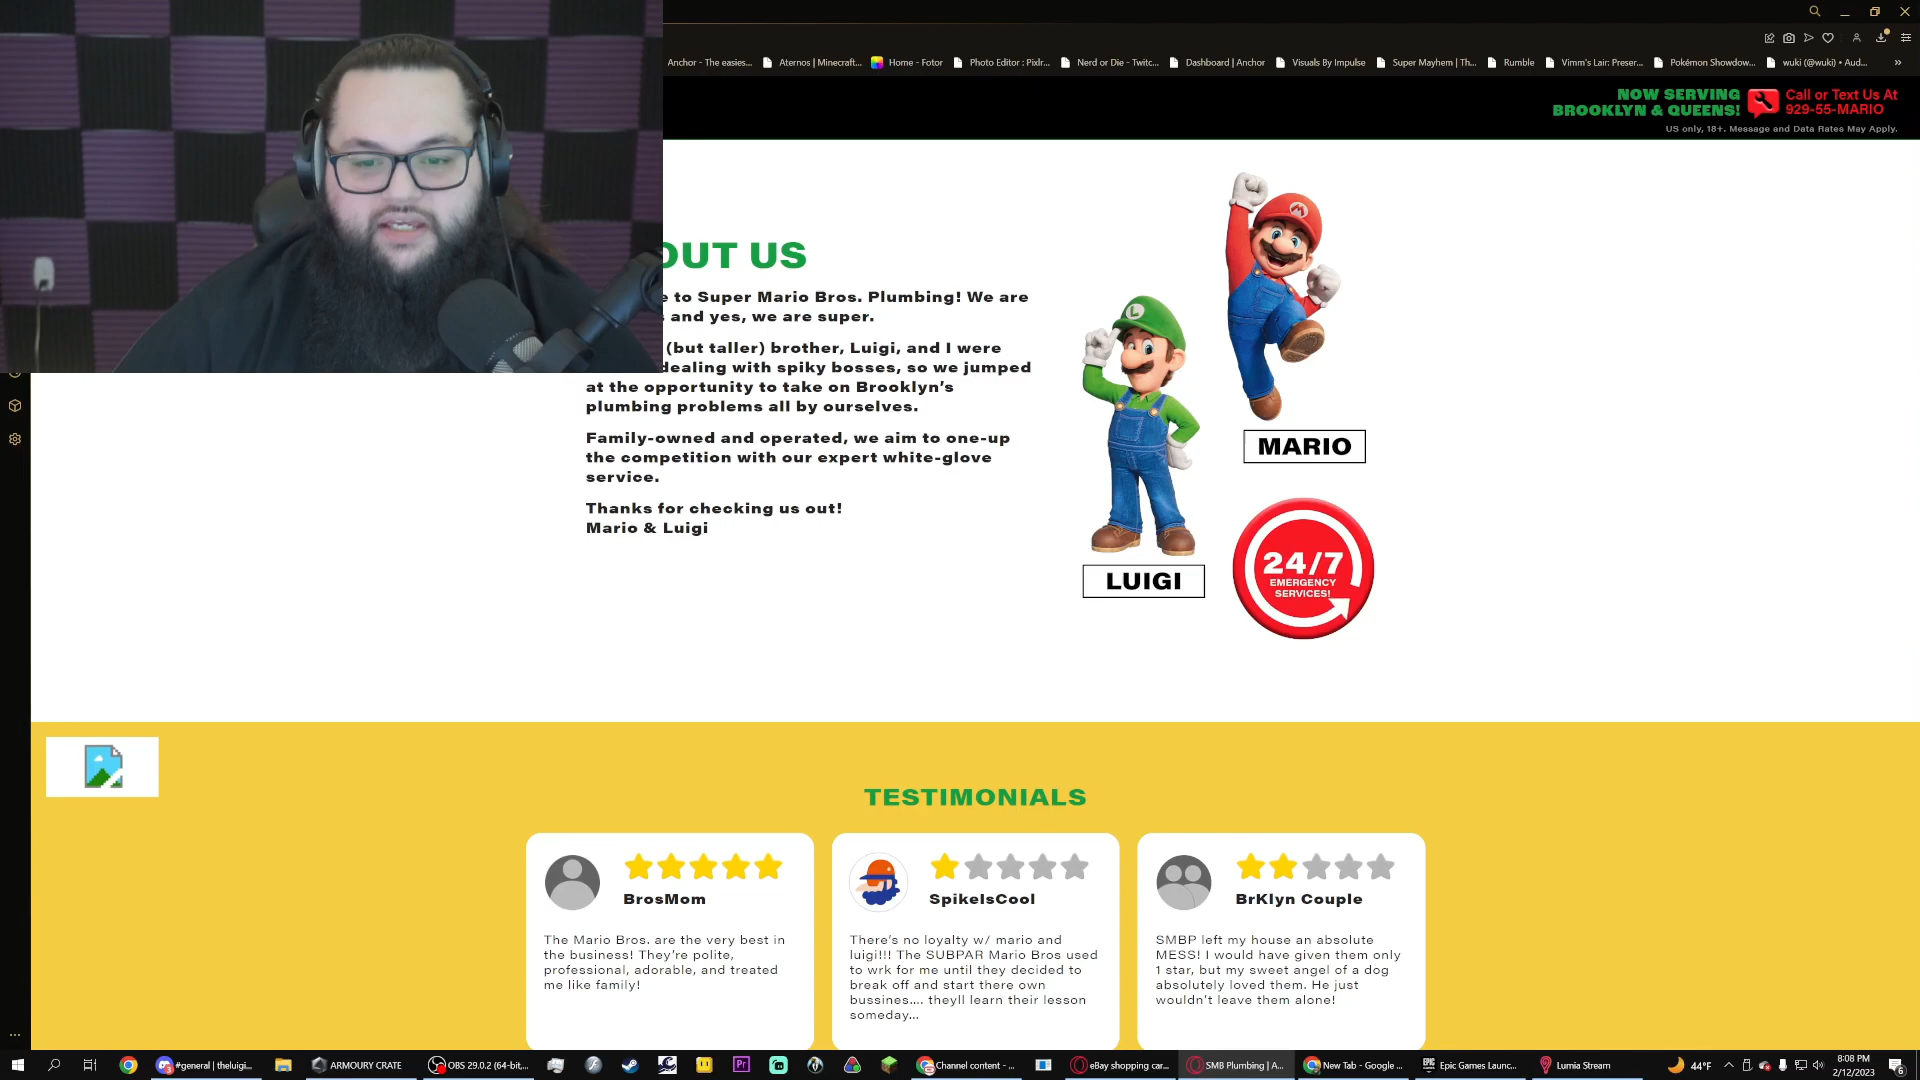 Anchor - The easies...
Aternos | Minecraft...
Home - Fotor
Photo Editor : Pixlr...
Nerd or Die - Twitc...
Dashboard | Anchor
Visuals By Impulse
Super Mayhem | Th...
Rumble
Vimm's Lair: Preser...
Pokémon Showdow...
wuki (@wuki) • Aud...
NOW SERVING
BROOKLYN & QUEENS!
Call or Text Us At
929-55-MARIO
US only, 18+. Message and Data Rates May Apply.
OUT US
e to Super Mario Bros. Plumbing! We are
and yes, we are super.
(but taller) brother, Luigi, and I were
dealing with spiky bosses, so we jumped
at the opportunity to take on Brooklyn's
plumbing problems all by ourselves.
Family-owned and operated, we aim to one-up
the competition with our expert white-glove
service.
Thanks for checking us out!
Mario & Luigi
M
L
MARIO
LUIGI
24/7
EMERGENCY
SERVICES!
TESTIMONIALS
BrosMom
The Mario Bros. are the very best in
the business! They're polite,
professional, adorable, and treated
me like family!
SpikeIsCool
There's no loyalty w/ mario and
luigi!!! The SUBPAR Mario Bros used
to wrk for me until they decided to
break off and start there own
bussines.... theyll learn their lesson
someday...
BrKlyn Couple
SMBP left my house an absolute
MESS! I would have given them only
1 star, but my sweet angel of a dog
absolutely loved them. He just
wouldn't leave them alone!
#general | theluigi...
ARMOURY CRATE
OBS 29.0.2 (64-bit,...
Pr
Channel content - ...
eBay shopping car...
SMB Plumbing | A...
New Tab - Google ...
EPIC
GAMES
Epic Games Launc...
Lumia Stream
44°F
8:08 PM
2/12/2023
6